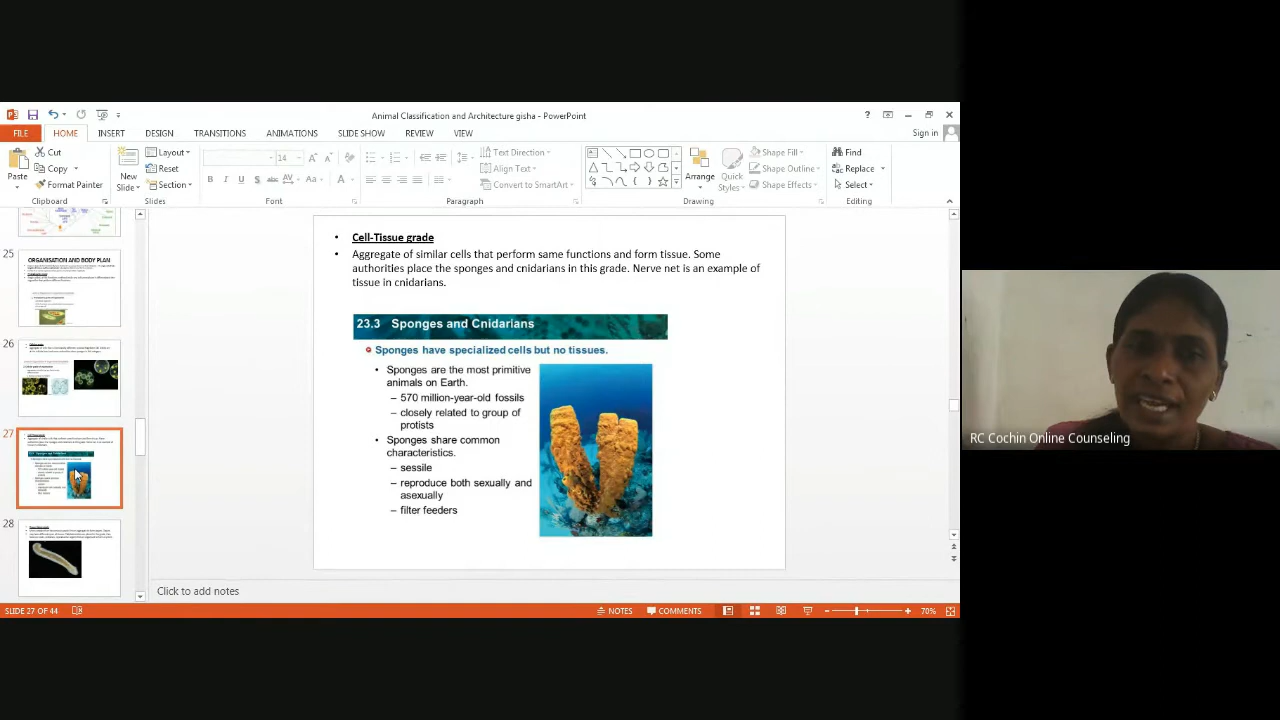 Animal Classification and Architecture gisha - PowerPoint
Sign in
FILE HOME INSERT DESIGN TRANSITIONS ANIMATIONS SLIDE SHOW REVIEW VIEW
Paste
Cut
Copy
Format Painter
Clipboard
New Slide
Layout
Reset
Section
Slides
14
Font
Text Direction
Align Text
Convert to SmartArt
Paragraph
Arrange
Quick Styles
Shape Fill
Shape Outline
Shape Effects
Drawing
Find
Replace
Select
Editing
25
ORGANISATION AND BODY PLAN
26
27
28
• Cell-Tissue grade
• Aggregate of similar cells that perform same functions and form tissue. Some
authorities place the sponges and cnidarians in this grade. Nerve net is an example of
tissue in cnidarians.
23.3 Sponges and Cnidarians
Sponges have specialized cells but no tissues.
• Sponges are the most primitive
animals on Earth.
– 570 million-year-old fossils
– closely related to group of
protists
• Sponges share common
characteristics.
– sessile
– reproduce both sexually and
asexually
– filter feeders
RC Cochin Online Counseling
Click to add notes
SLIDE 27 OF 44
NOTES
COMMENTS
70%